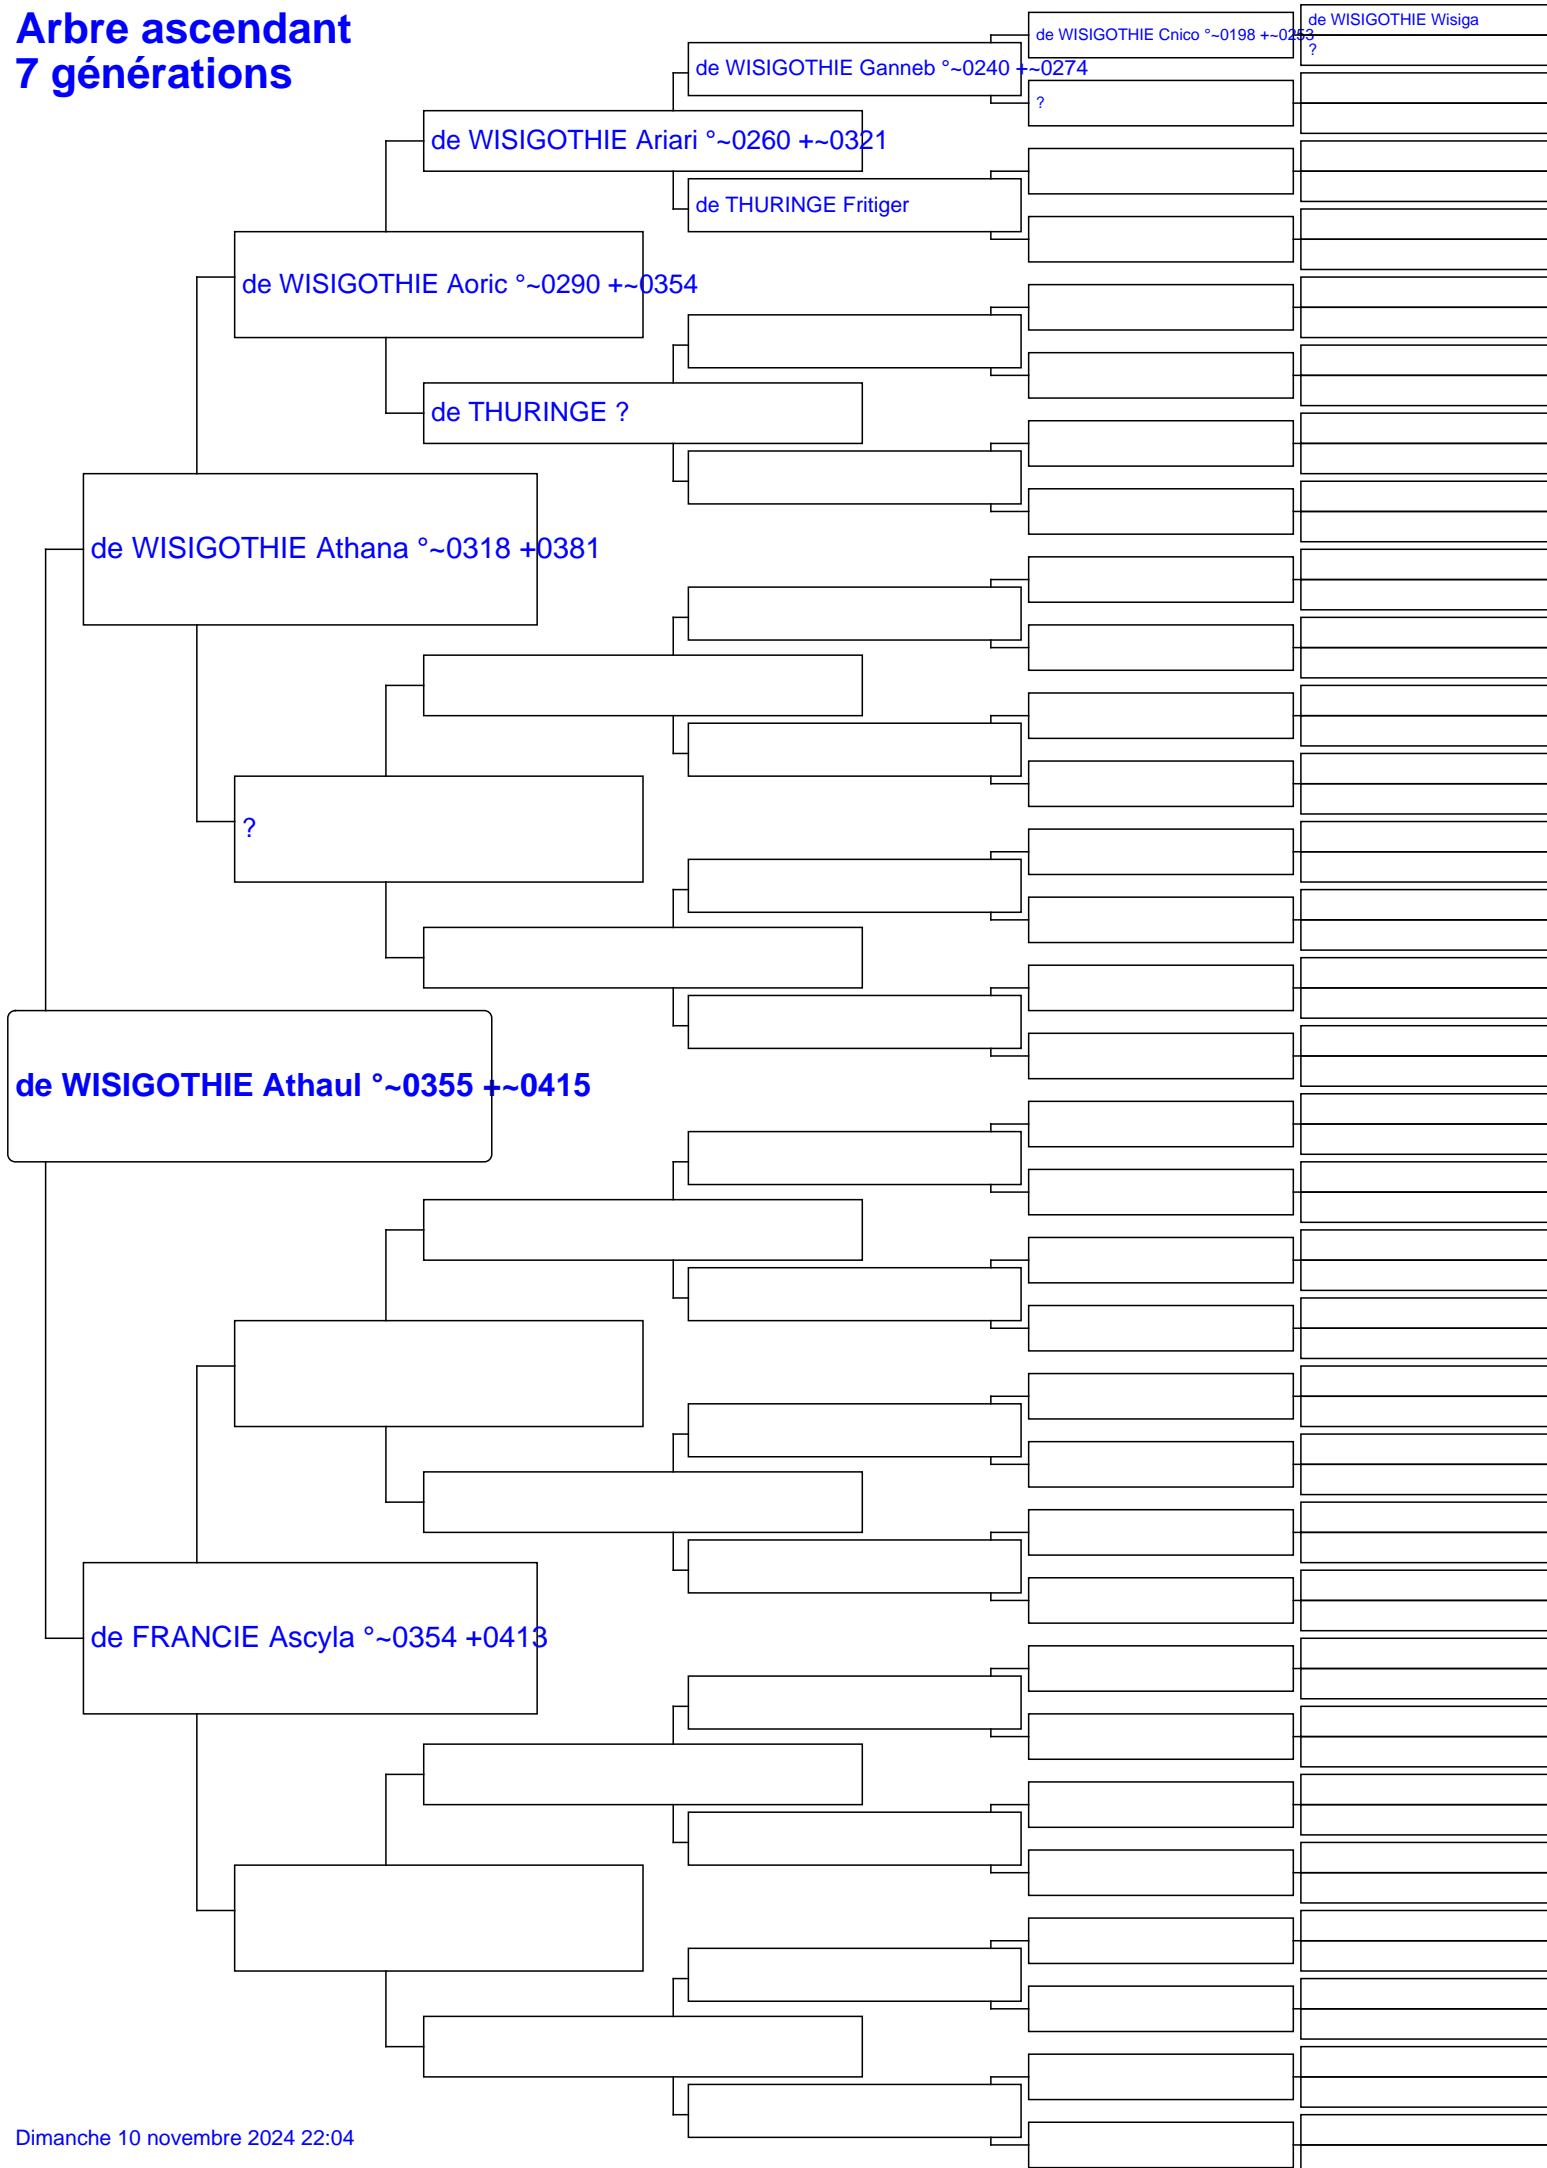 Arbre ascendant
7 générations
de WISIGOTHIE Wisiga
de WISIGOTHIE Cnico °~0198 +~0253
?
de WISIGOTHIE Ganneb °~0240 +~0274
?
de WISIGOTHIE Ariari °~0260 +~0321
de THURINGE Fritiger
de WISIGOTHIE Aoric °~0290 +~0354
de THURINGE ?
de WISIGOTHIE Athana °~0318 +0381
?
de WISIGOTHIE Athaul °~0355 +~0415
de FRANCIE Ascyla °~0354 +0413
Dimanche 10 novembre 2024 22:04